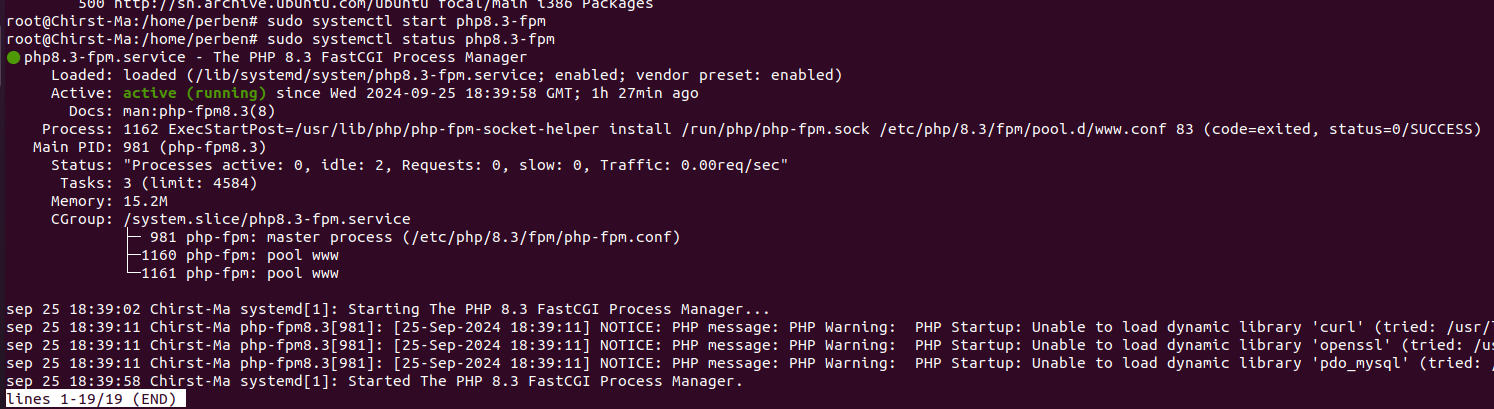 500 http://sn.archive.ubuntu.com/ubuntu focal/main i386 Packages
root@Chirst-Ma:/home/perben# sudo systemctl start php8.3-fpm
root@Chirst-Ma:/home/perben# sudo systemctl status php8.3-fpm
● php8.3-fpm.service - The PHP 8.3 FastCGI Process Manager
Loaded: loaded (/lib/systemd/system/php8.3-fpm.service; enabled; vendor preset: enabled)
Active: active (running) since Wed 2024-09-25 18:39:58 GMT; 1h 27min ago
Docs: man:php-fpm8.3(8)
Process: 1162 ExecStartPost=/usr/lib/php/php-fpm-socket-helper install /run/php/php-fpm.sock /etc/php/8.3/fpm/pool.d/www.conf 83 (code=exited, status=0/SUCCESS)
Main PID: 981 (php-fpm8.3)
Status: "Processes active: 0, idle: 2, Requests: 0, slow: 0, Traffic: 0.00req/sec"
Tasks: 3 (limit: 4584)
Memory: 15.2M
CGroup: /system.slice/php8.3-fpm.service
├─ 981 php-fpm: master process (/etc/php/8.3/fpm/php-fpm.conf)
├─1160 php-fpm: pool www
└─1161 php-fpm: pool www
sep 25 18:39:02 Chirst-Ma systemd[1]: Starting The PHP 8.3 FastCGI Process Manager...
sep 25 18:39:11 Chirst-Ma php-fpm8.3[981]: [25-Sep-2024 18:39:11] NOTICE: PHP message: PHP Warning:  PHP Startup: Unable to load dynamic library 'curl' (tried: /usr/
sep 25 18:39:11 Chirst-Ma php-fpm8.3[981]: [25-Sep-2024 18:39:11] NOTICE: PHP message: PHP Warning:  PHP Startup: Unable to load dynamic library 'openssl' (tried: /us
sep 25 18:39:11 Chirst-Ma php-fpm8.3[981]: [25-Sep-2024 18:39:11] NOTICE: PHP message: PHP Warning:  PHP Startup: Unable to load dynamic library 'pdo_mysql' (tried: /
sep 25 18:39:58 Chirst-Ma systemd[1]: Started The PHP 8.3 FastCGI Process Manager.
lines 1-19/19 (END)